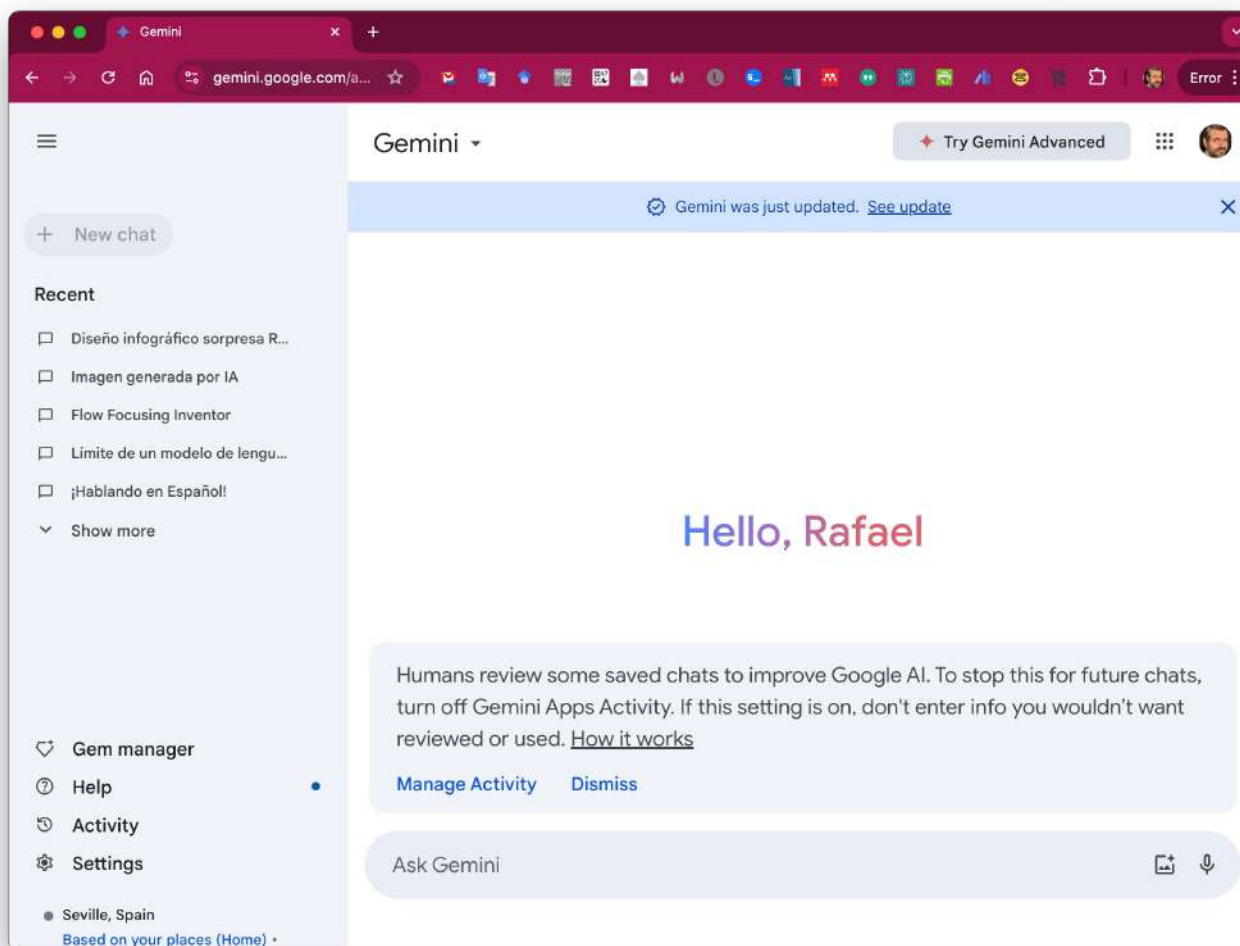 Gemini
gemini.google.com/a...
Error
Gemini
Try Gemini Advanced
Gemini was just updated. See update
New chat
Recent
Diseño infográfico sorpresa R...
Imagen generada por IA
Flow Focusing Inventor
Límite de un modelo de lengu...
¡Hablando en Español!
Show more
Hello, Rafael
Humans review some saved chats to improve Google AI. To stop this for future chats,
turn off Gemini Apps Activity. If this setting is on, don't enter info you wouldn't want
reviewed or used. How it works
Manage Activity Dismiss
Gem manager
Help
Activity
Settings
Ask Gemini
Seville, Spain
Based on your places (Home) •